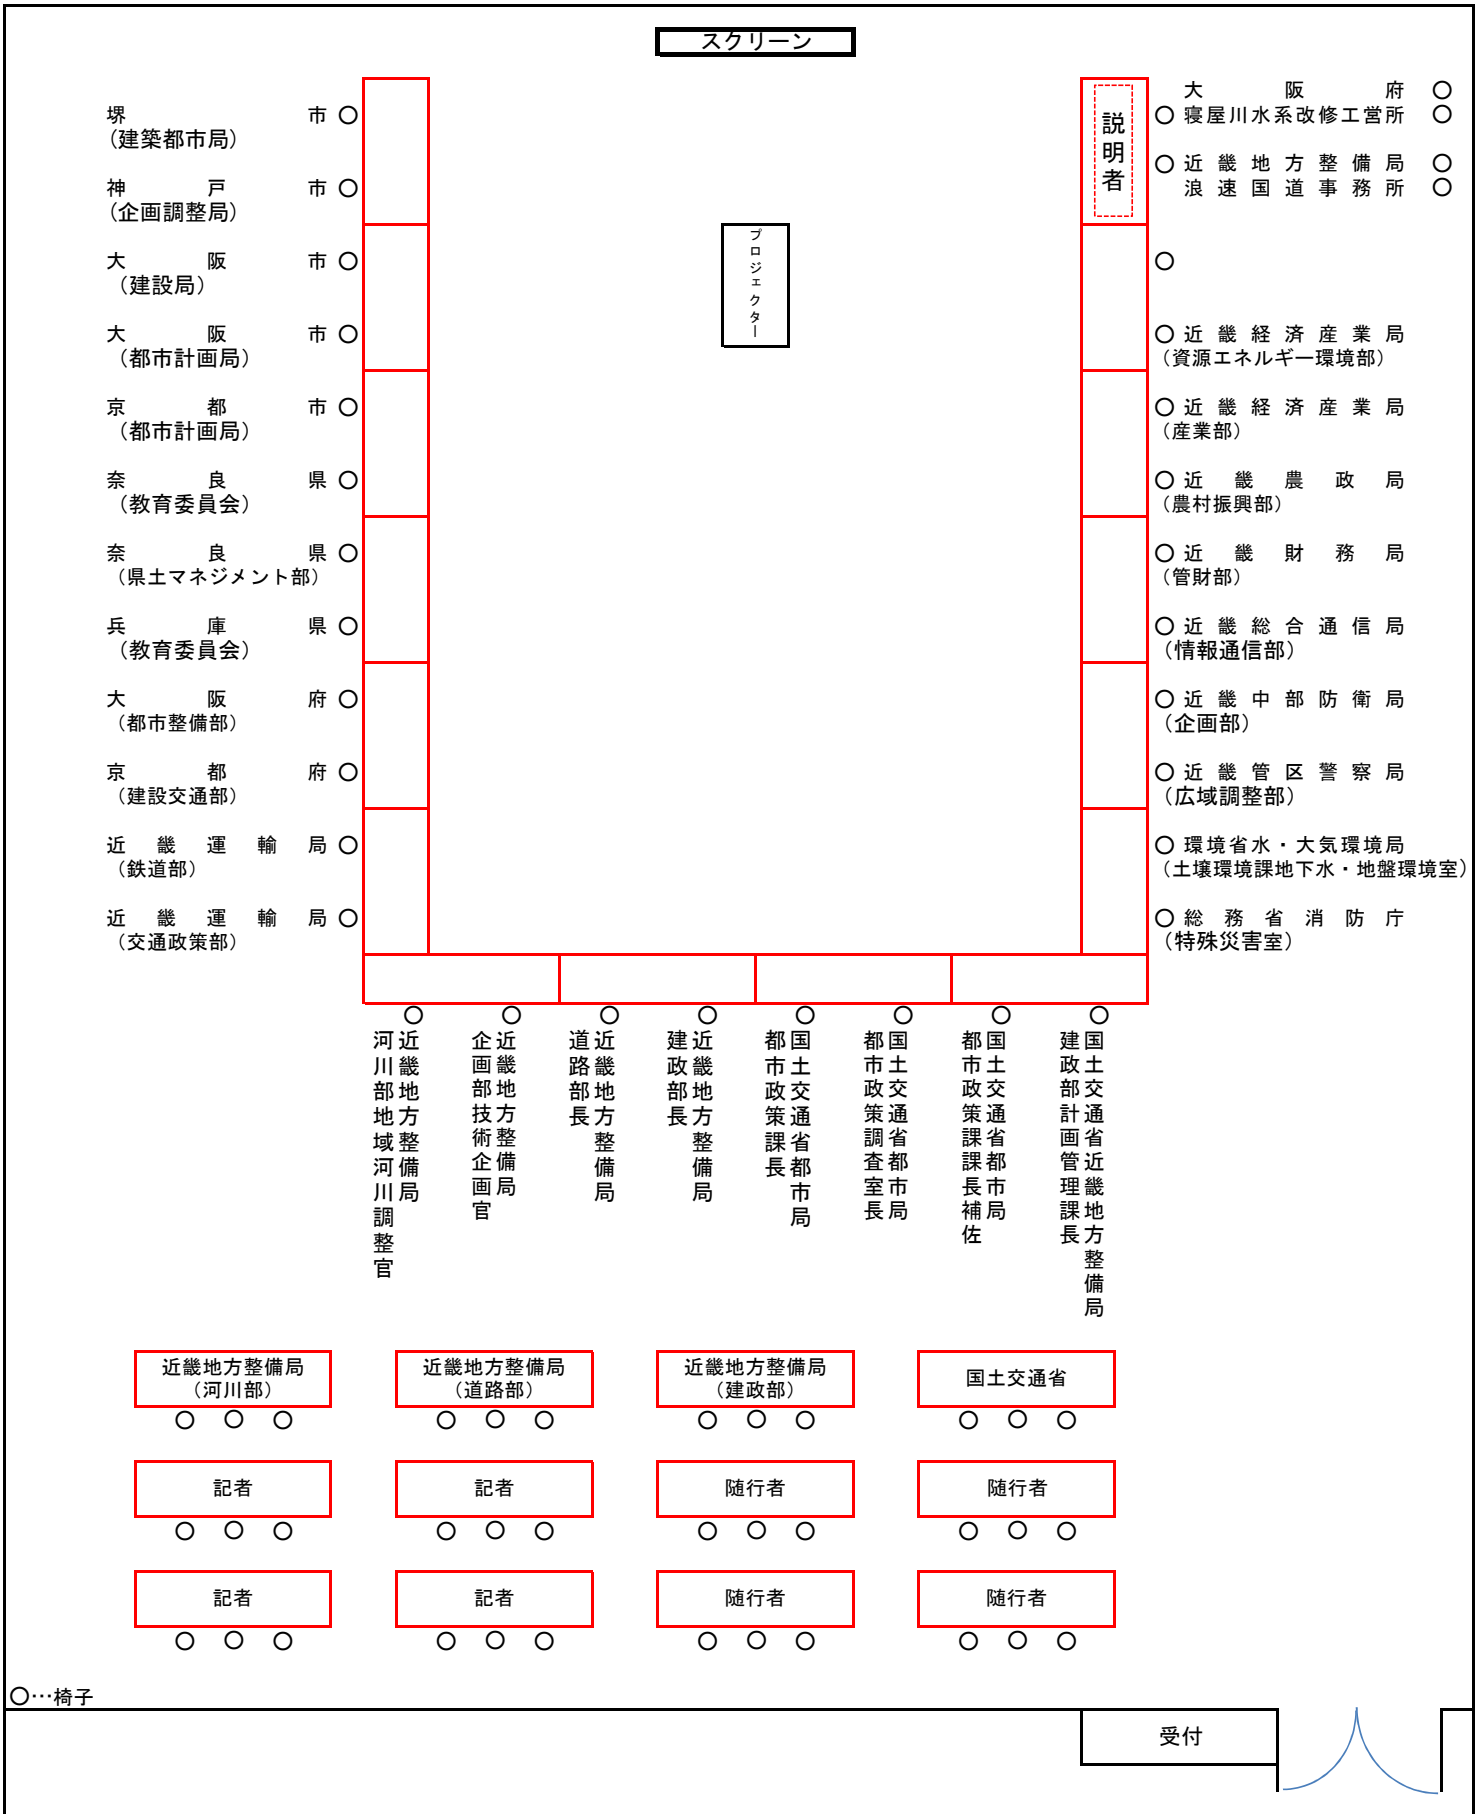 スクリーン
堺市
（建築都市局）
神戸市
（企画調整局）
大阪市
（建設局）
大阪市
（都市計画局）
京都市
（都市計画局）
奈良県
（教育委員会）
奈良県
（県土マネジメント部）
兵庫県
（教育委員会）
大阪府
（都市整備部）
京都府
（建設交通部）
近畿運輸局
（鉄道部）
近畿運輸局
（交通政策部）
プロジェクター
説明者
大阪府
寝屋川水系改修工営所
近畿地方整備局
浪速国道事務所
近畿経済産業局
（資源エネルギー環境部）
近畿経済産業局
（産業部）
近畿農政局
（農村振興部）
近畿財務局
（管財部）
近畿総合通信局
（情報通信部）
近畿中部防衛局
（企画部）
近畿管区警察局
（広域調整部）
環境省水・大気環境局
（土壌環境課地下水・地盤環境室）
総務省消防庁
（特殊災害室）
近畿地方整備局
河川部地域河川調整官
近畿地方整備局
企画部技術企画官
近畿地方整備局
道路部長
近畿地方整備局
建政部長
国土交通省都市局
都市政策課長
国土交通省都市局
都市政策調査室長
国土交通省都市局
都市政策課課長補佐
国土交通省近畿地方整備局
建政部計画管理課長
近畿地方整備局
（河川部）
近畿地方整備局
（道路部）
近畿地方整備局
（建政部）
国土交通省
記者
記者
随行者
随行者
記者
記者
随行者
随行者
○…椅子
受付